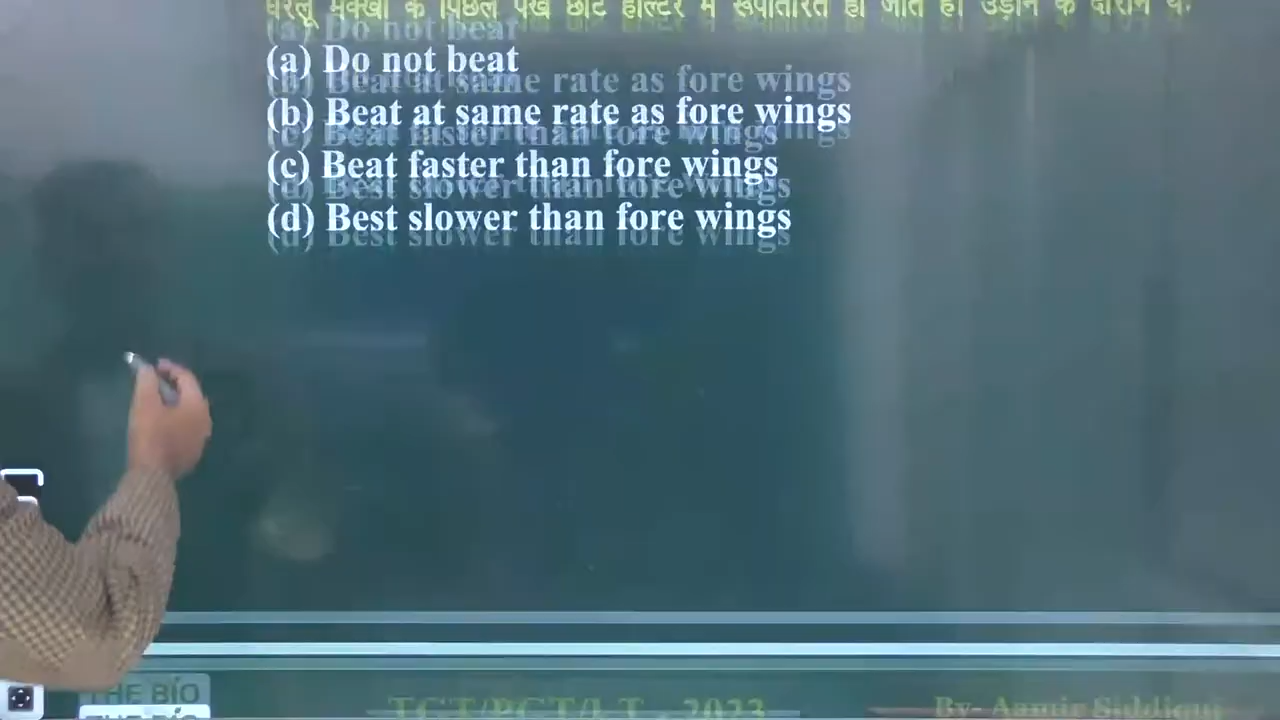 घरेलू मक्खी के पिछले पंख छोटे हाल्टर में रूपांतरित हो जाते हैं। उड़ान के दौरान ये:
(a) Do not beat
(b) Beat at same rate as fore wings
(c) Beat faster than fore wings
(d) Best slower than fore wings
THE BIO
TGT/PGT/LT - 2023
By- Aamir Siddiqui